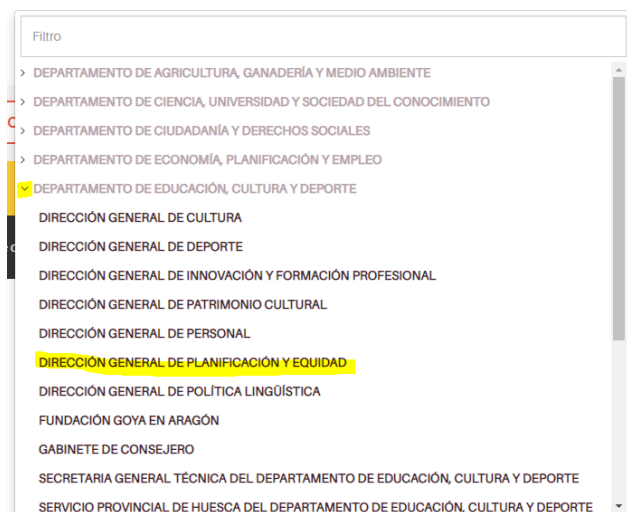 Filtro
DEPARTAMENTO DE AGRICULTURA, GANADERÍA Y MEDIO AMBIENTE
DEPARTAMENTO DE CIENCIA, UNIVERSIDAD Y SOCIEDAD DEL CONOCIMIENTO
DEPARTAMENTO DE CIUDADANÍA Y DERECHOS SOCIALES
DEPARTAMENTO DE ECONOMÍA, PLANIFICACIÓN Y EMPLEO
DEPARTAMENTO DE EDUCACIÓN, CULTURA Y DEPORTE
DIRECCIÓN GENERAL DE CULTURA
DIRECCIÓN GENERAL DE DEPORTE
DIRECCIÓN GENERAL DE INNOVACIÓN Y FORMACIÓN PROFESIONAL
DIRECCIÓN GENERAL DE PATRIMONIO CULTURAL
DIRECCIÓN GENERAL DE PERSONAL
DIRECCIÓN GENERAL DE PLANIFICACIÓN Y EQUIDAD
DIRECCIÓN GENERAL DE POLÍTICA LINGÜÍSTICA
FUNDACIÓN GOYA EN ARAGÓN
GABINETE DE CONSEJERO
SECRETARIA GENERAL TÉCNICA DEL DEPARTAMENTO DE EDUCACIÓN, CULTURA Y DEPORTE
SERVICIO PROVINCIAL DE HUESCA DEL DEPARTAMENTO DE EDUCACIÓN, CULTURA Y DEPORTE